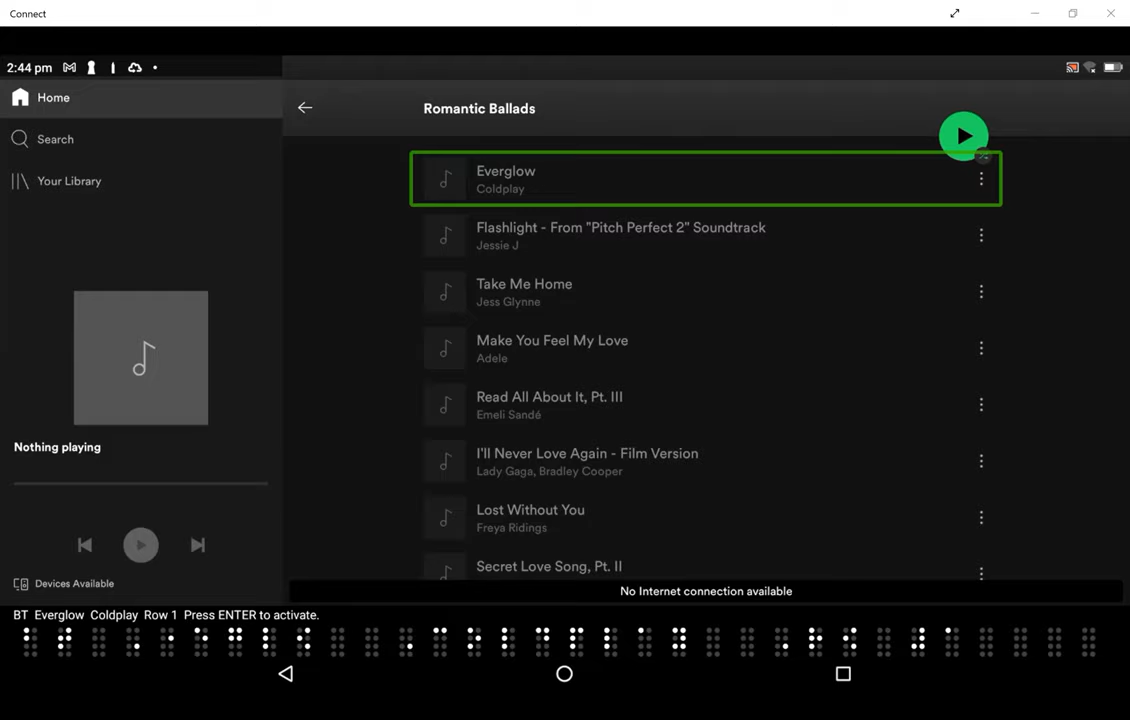 Connect
2:44 pm
Home
Search
Your Library
Nothing playing
Devices Available
Romantic Ballads
Everglow
Coldplay
Flashlight - From "Pitch Perfect 2" Soundtrack
Jessie J
Take Me Home
Jess Glynne
Make You Feel My Love
Adele
Read All About It, Pt. III
Emeli Sandé
I'll Never Love Again - Film Version
Lady Gaga, Bradley Cooper
Lost Without You
Freya Ridings
Secret Love Song, Pt. II
No Internet connection available
BT Everglow Coldplay Row 1 Press ENTER to activate.